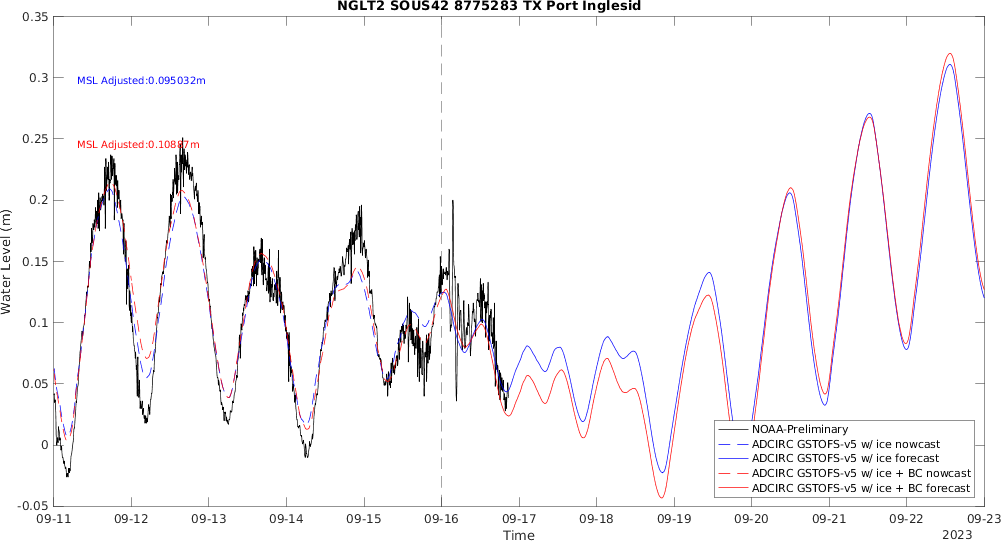 NGLT2 SOUS42 8775283 TX Port Inglesid
0.35
0.3
0.25
0.2
0.15
0.1
0.05
0
-0.05
Water Level (m)
MSL Adjusted:0.095032m
MSL Adjusted:0.10887m
NOAA-Preliminary
ADCIRC GSTOFS-v5 w/ ice nowcast
ADCIRC GSTOFS-v5 w/ ice forecast
ADCIRC GSTOFS-v5 w/ ice + BC nowcast
ADCIRC GSTOFS-v5 w/ ice + BC forecast
09-11 09-12 09-13 09-14 09-15 09-16 09-17 09-18 09-19 09-20 09-21 09-22 09-23
Time
2023